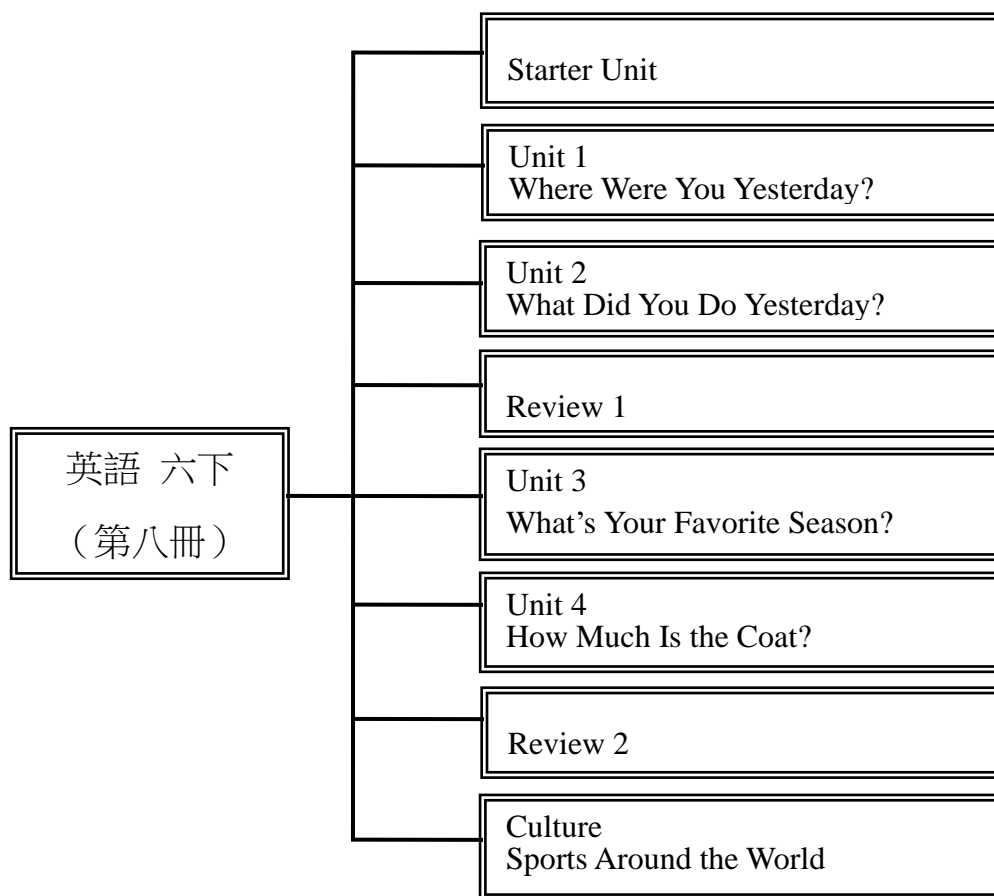 英語 六下
（第八冊）
Starter Unit
Unit 1
Where Were You Yesterday?
Unit 2
What Did You Do Yesterday?
Review 1
Unit 3
What’s Your Favorite Season?
Unit 4
How Much Is the Coat?
Review 2
Culture
Sports Around the World